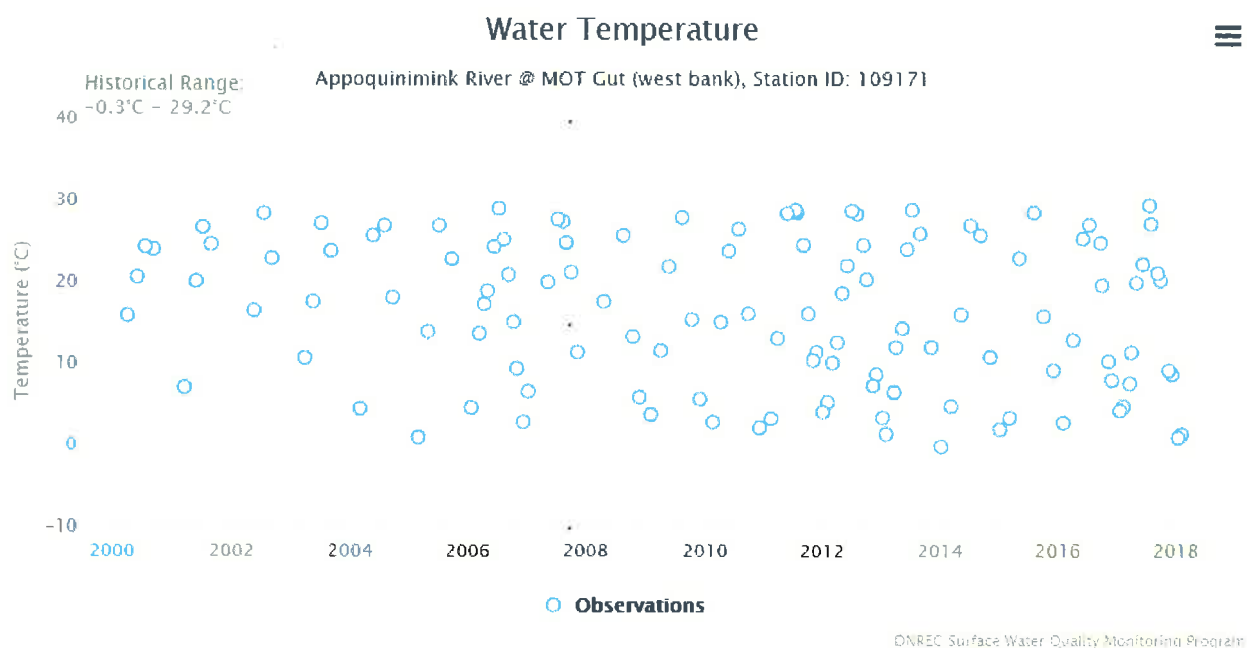 Water Temperature
Appoquinimink River @ MOT Gut (west bank), Station ID: 109171
Historical Range:
-0.3°C - 29.2°C
Temperature (°C)
40
30
20
10
0
-10
2000 2002 2004 2006 2008 2010 2012 2014 2016 2018
Observations
DNREC Surface Water Quality Monitoring Program